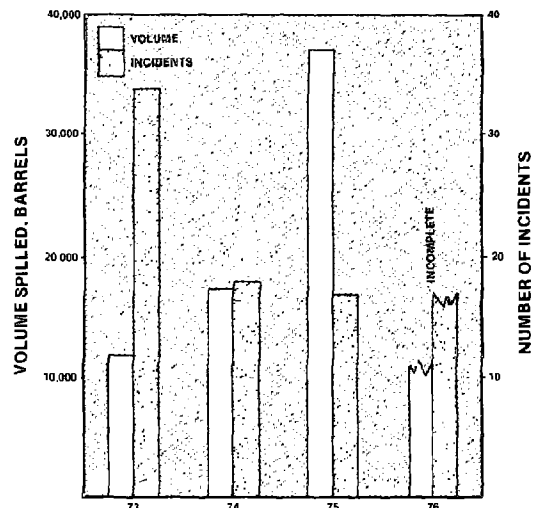 40,000
40
VOLUME
INCIDENTS
30,000
30
VOLUME SPILLED, BARRELS
NUMBER OF INCIDENTS
INCOMPLETE
20 000
20
10,000
10
73
74
75
76